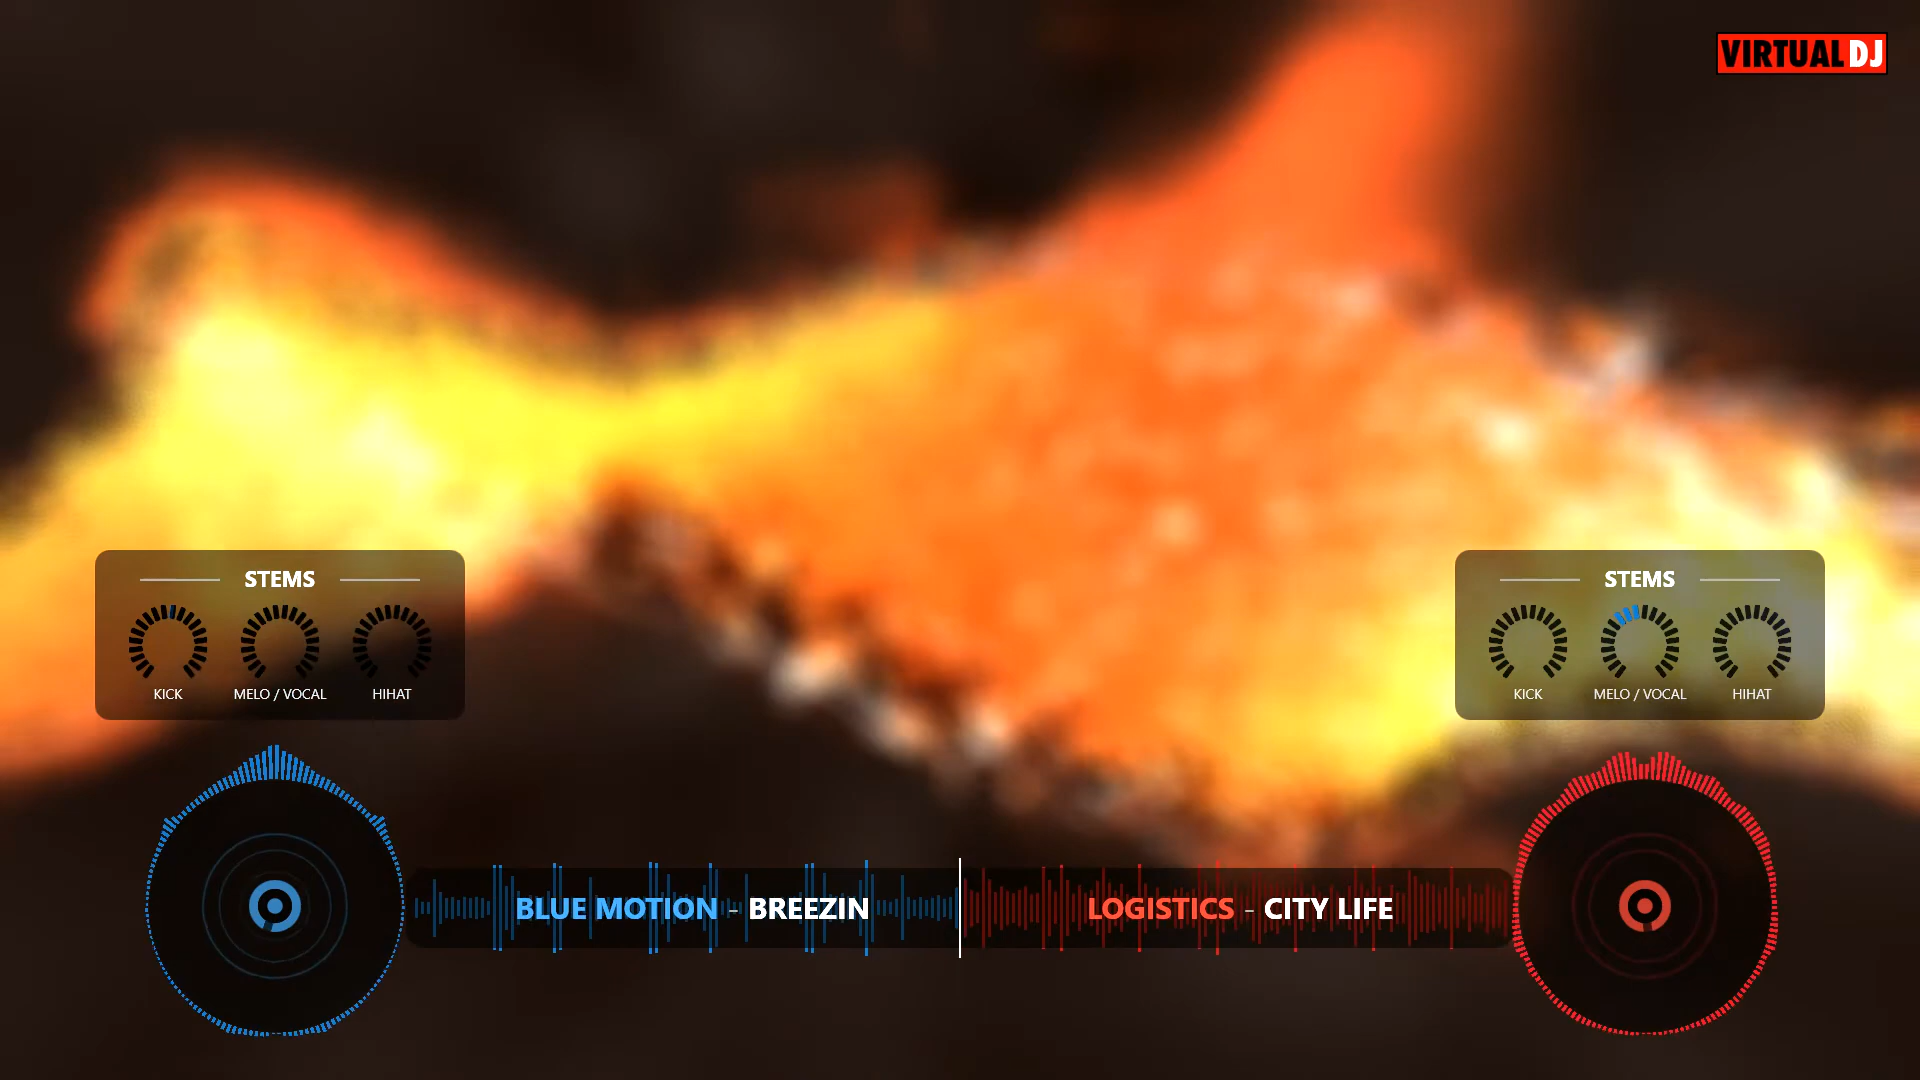 VIRTUAL DJ
STEMS
KICK MELO / VOCAL HIHAT
STEMS
KICK MELO / VOCAL HIHAT
BLUE MOTION - BREEZIN
LOGISTICS - CITY LIFE